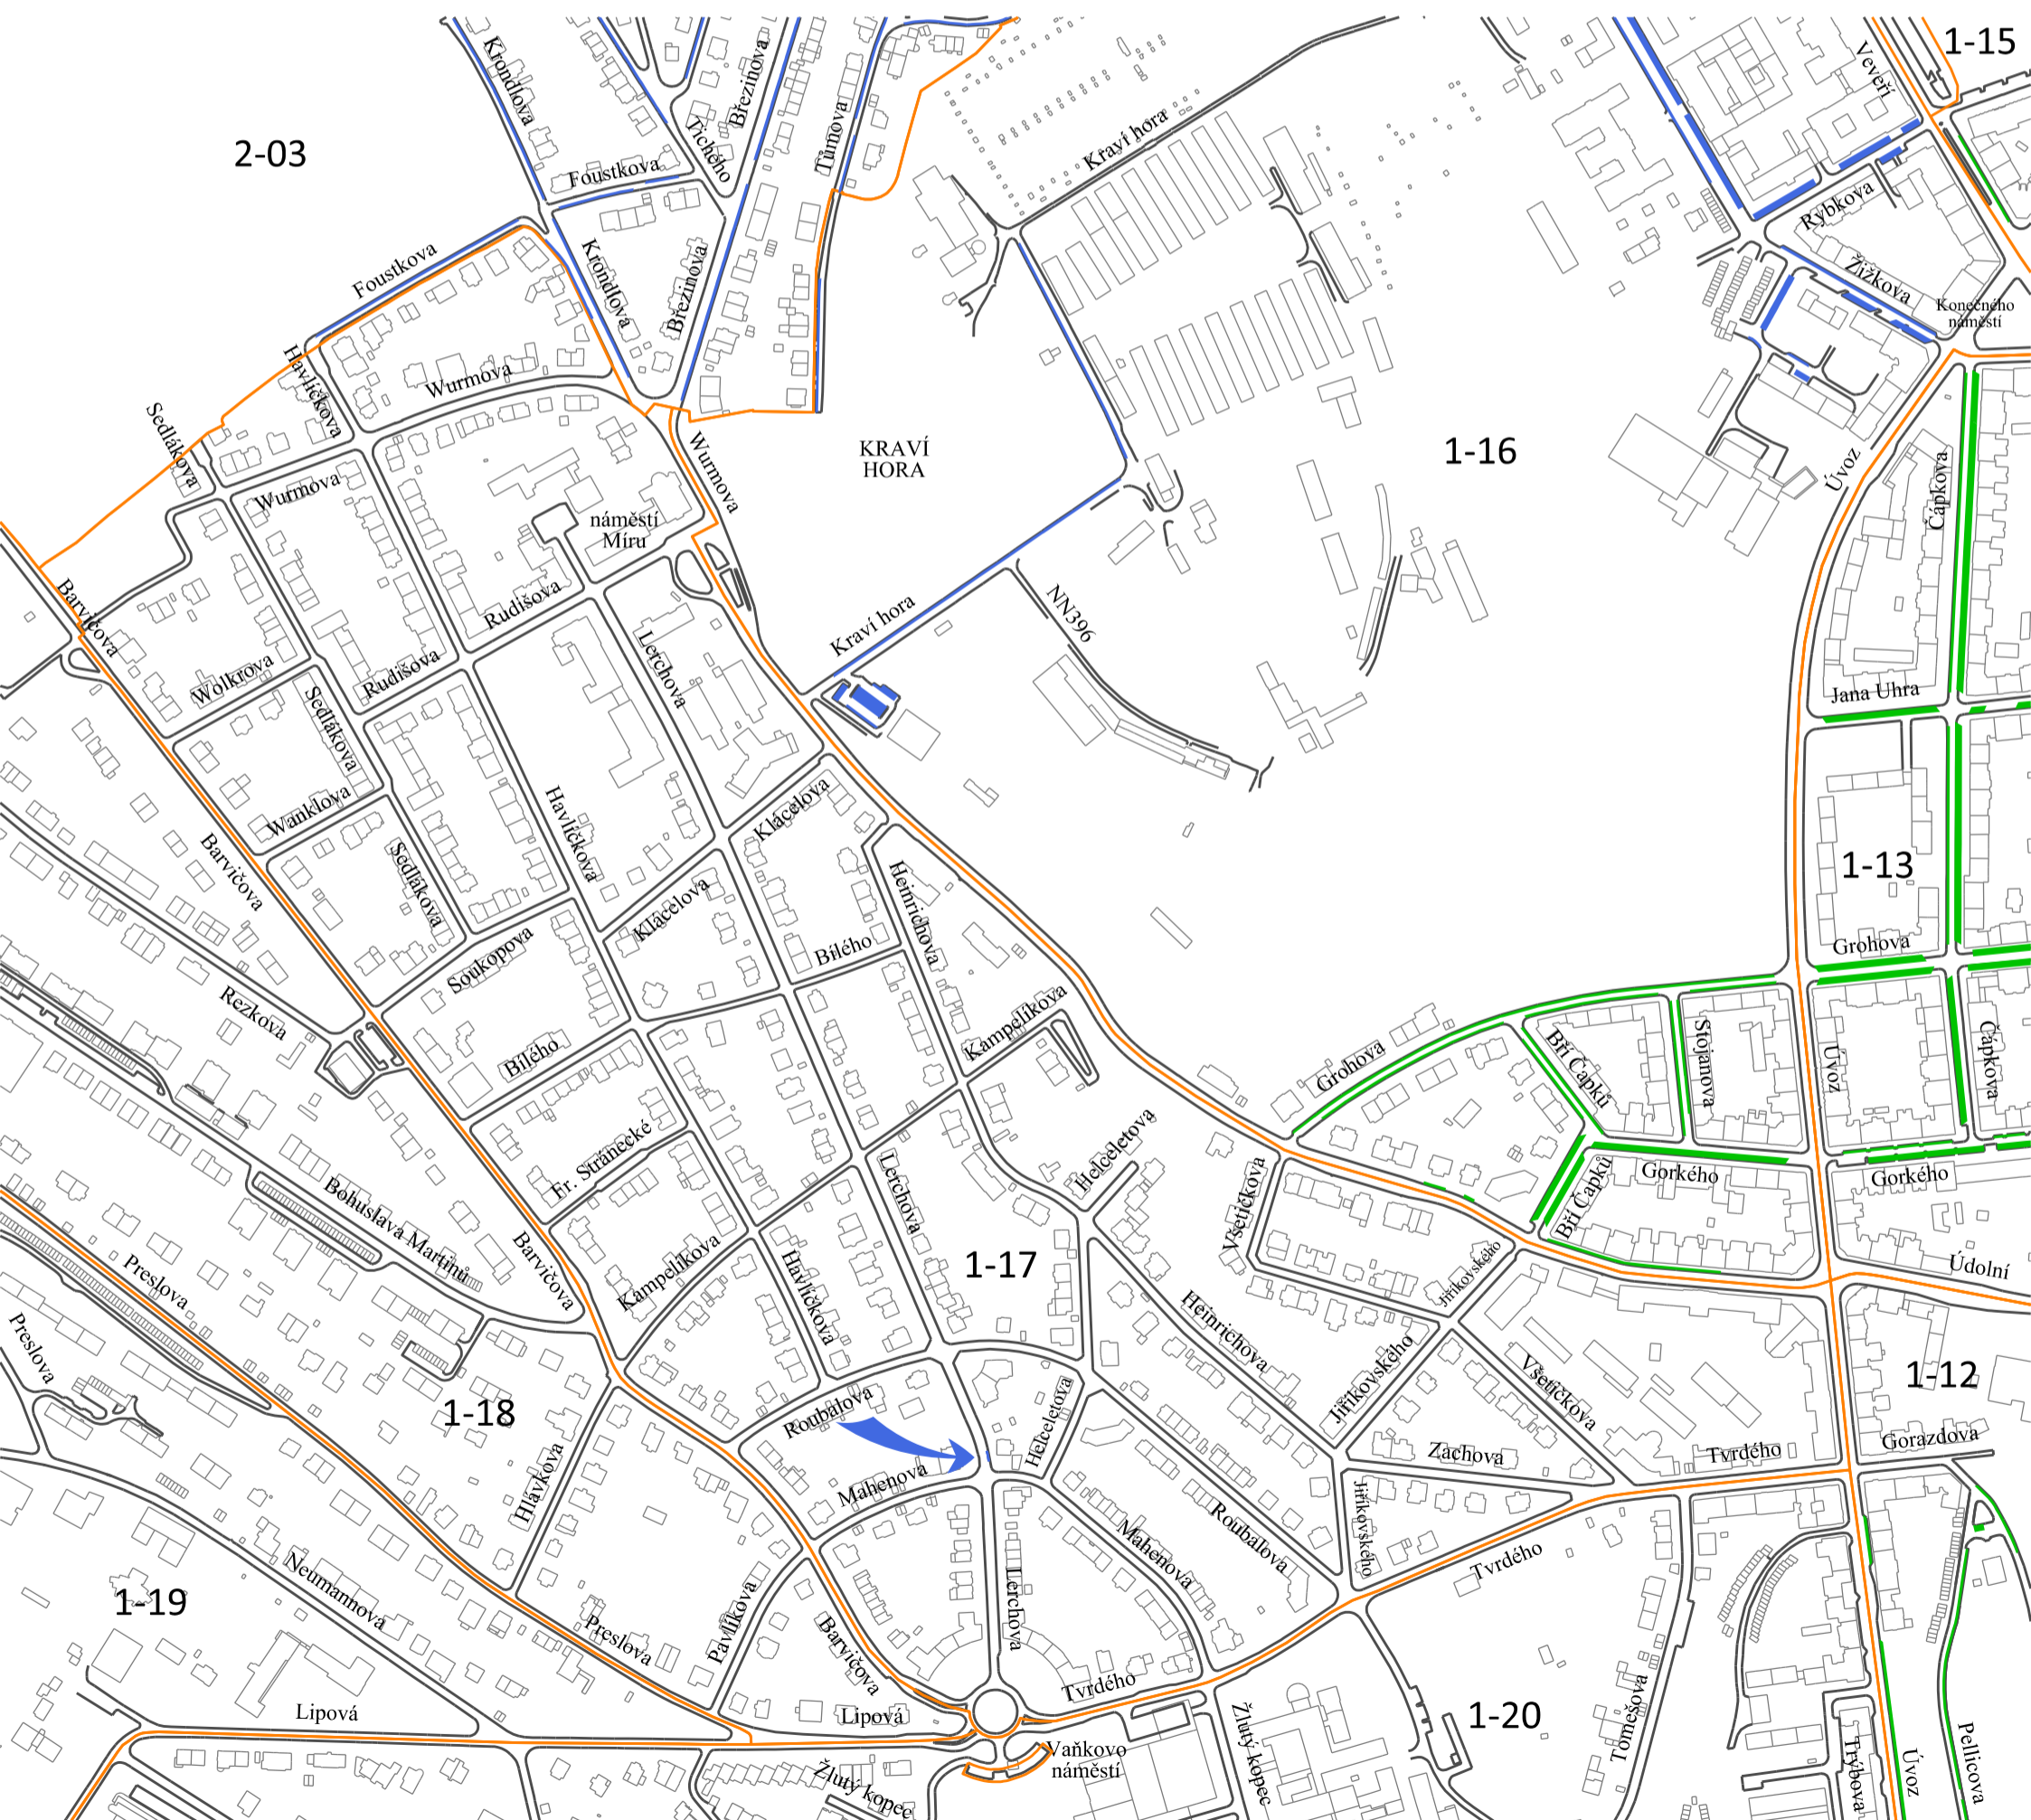 1-15
Veveří
Krondlova
Březinova
Tichého
Tůmova
Kraví hora
2-03
Foustkova
Rybkova
Foustkova
Krondlova
Březinova
Žižkova
Konečného
náměstí
Havlíčkova
Wurmova
Sedlákova
Wurmova
KRAVÍ
HORA
1-16
Úvoz
Čápkova
Wurmova
náměstí
Míru
Barvičova
Rudišova
Kraví hora
NN396
Lerchova
Wolkrova
Rudišova
Sedlákova
Jana Uhra
Wanklova
Havlíčkova
Klácelova
Barvičova
Sedlákova
Klácelova
Heinrichova
1-13
Soukopova
Bílého
Grohova
Rezkova
Kampelíkova
Bílého
Grohova
Bří Čapků
Stojanova
Úvoz
Čápkova
Fr. Stránecké
Helceletova
Všetičkova
Bří Čapků
Gorkého
Gorkého
Bohuslava Martinů
Lerchova
Barvičova
Kampelíkova
Havlíčkova
1-17
Jiříkovského
Údolní
Preslova
Preslova
Heinrichova
Jiříkovského
Všetičkova
1-12
1-18
Roubalova
Helceletova
Zachova
Tvrdého
Gorazdova
Hlávkova
Mahenova
Jiříkovského
Roubalova
Mahenova
Tvrdého
1-19
Neumannova
Preslova
Pavlíkova
Barvičova
Lerchova
Tvrdého
Lipová
Lipová
1-20
Tomešova
Žlutý kopec
Vaňkovo
náměstí
Žlutý kopec
Trýbova
Úvoz
Pellicova